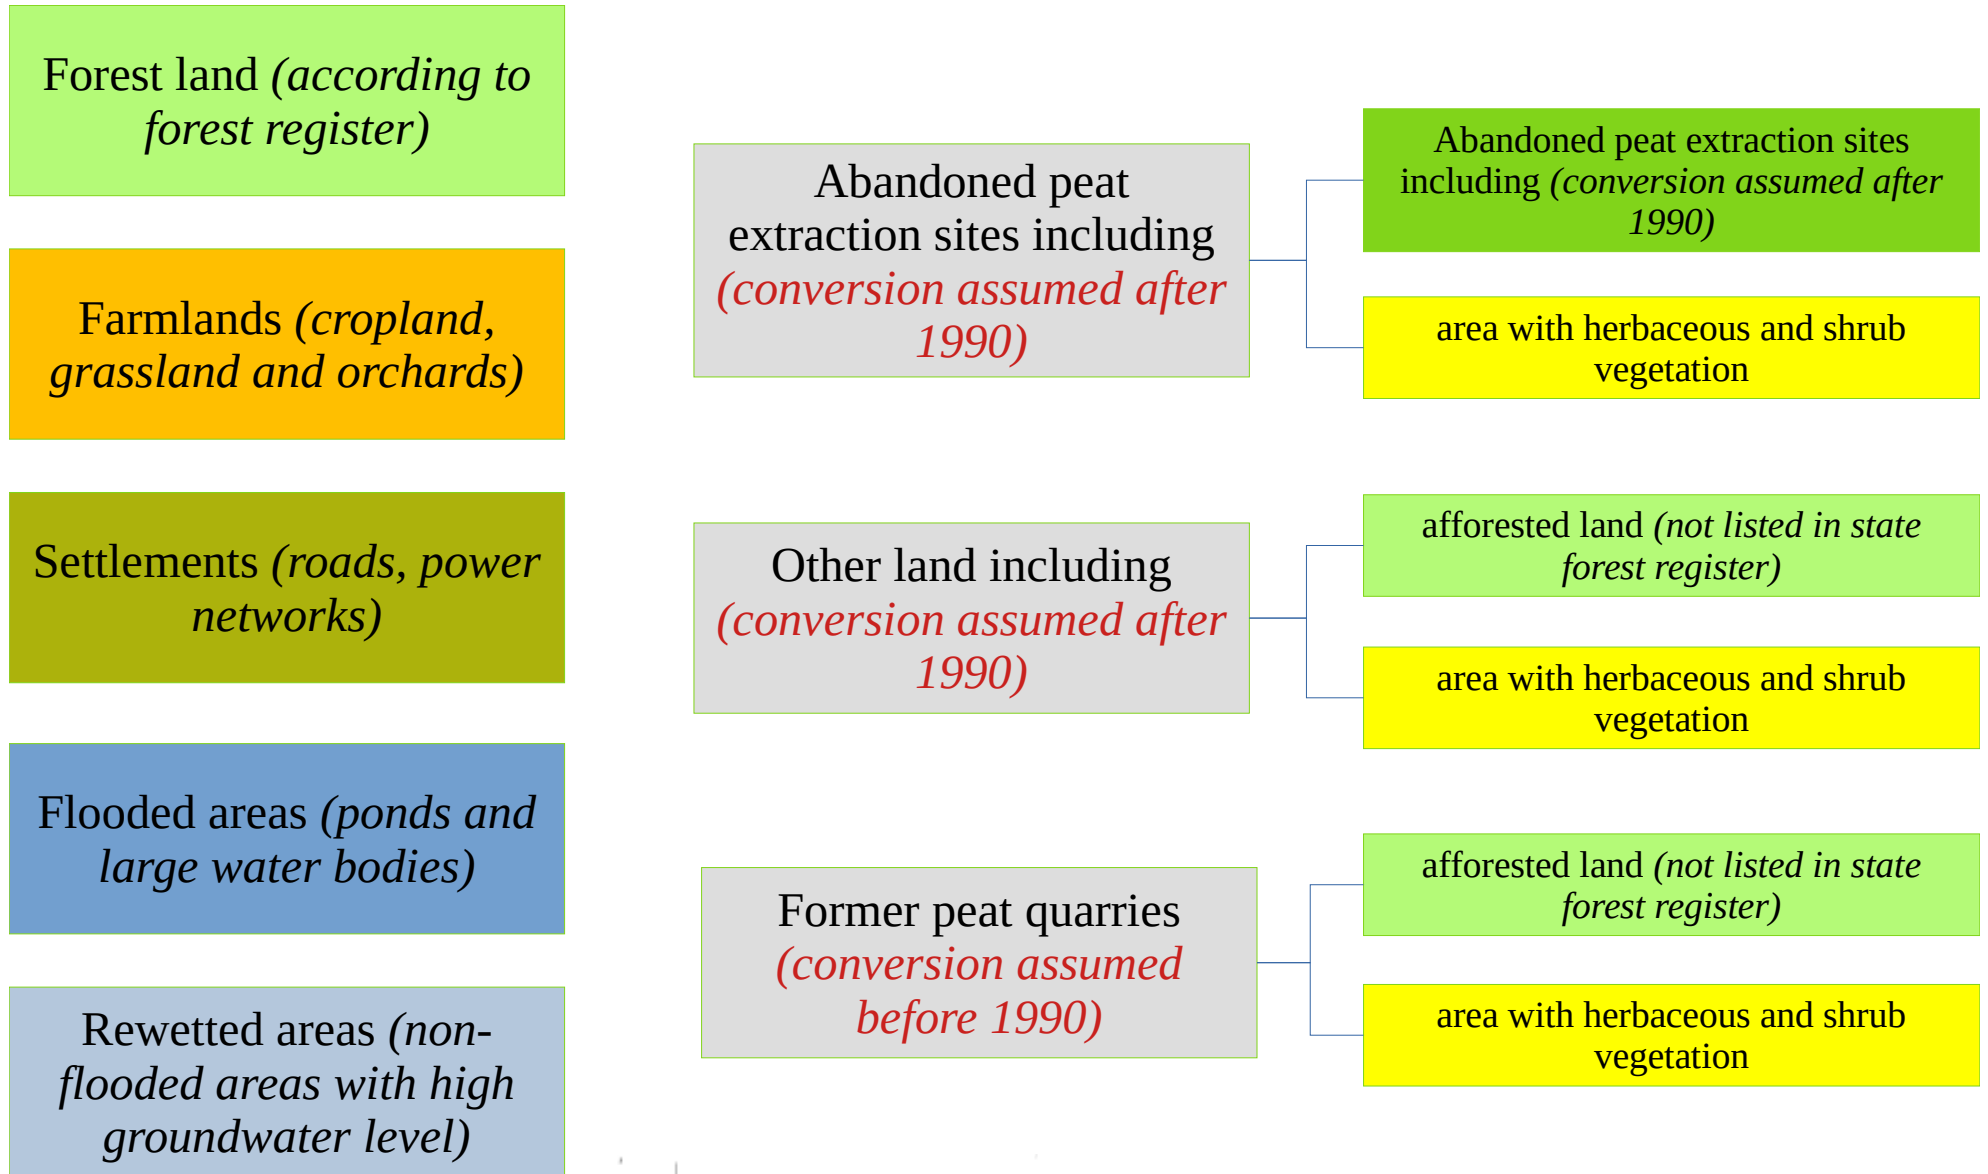 Forest land (according to
forest register)
Farmlands (cropland,
grassland and orchards)
Settlements (roads, power
networks)
Flooded areas (ponds and
large water bodies)
Rewetted areas (non-
flooded areas with high
groundwater level)
Abandoned peat
extraction sites including
(conversion assumed after
1990)
Abandoned peat extraction sites
including (conversion assumed after
1990)
area with herbaceous and shrub
vegetation
Other land including
(conversion assumed after
1990)
afforested land (not listed in state
forest register)
area with herbaceous and shrub
vegetation
Former peat quarries
(conversion assumed
before 1990)
afforested land (not listed in state
forest register)
area with herbaceous and shrub
vegetation